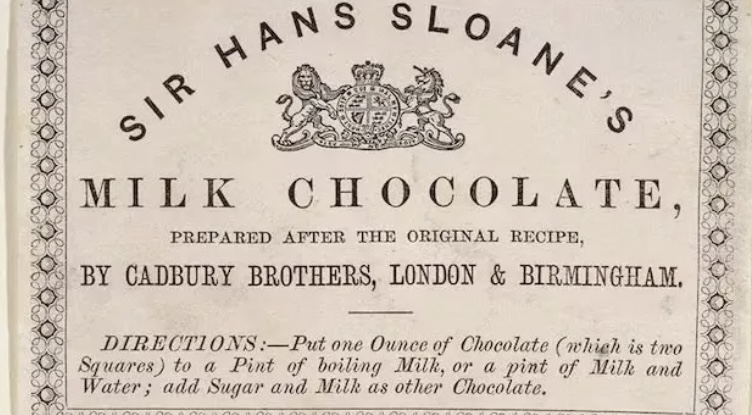 SIR HANS SLOANE'S
MILK CHOCOLATE,
PREPARED AFTER THE ORIGINAL RECIPE,
BY CADBURY BROTHERS, LONDON & BIRMINGHAM.
DIRECTIONS:—Put one Ounce of Chocolate (which is two
Squares) to a Pint of boiling Milk, or a pint of Milk and
Water; add Sugar and Milk as other Chocolate.